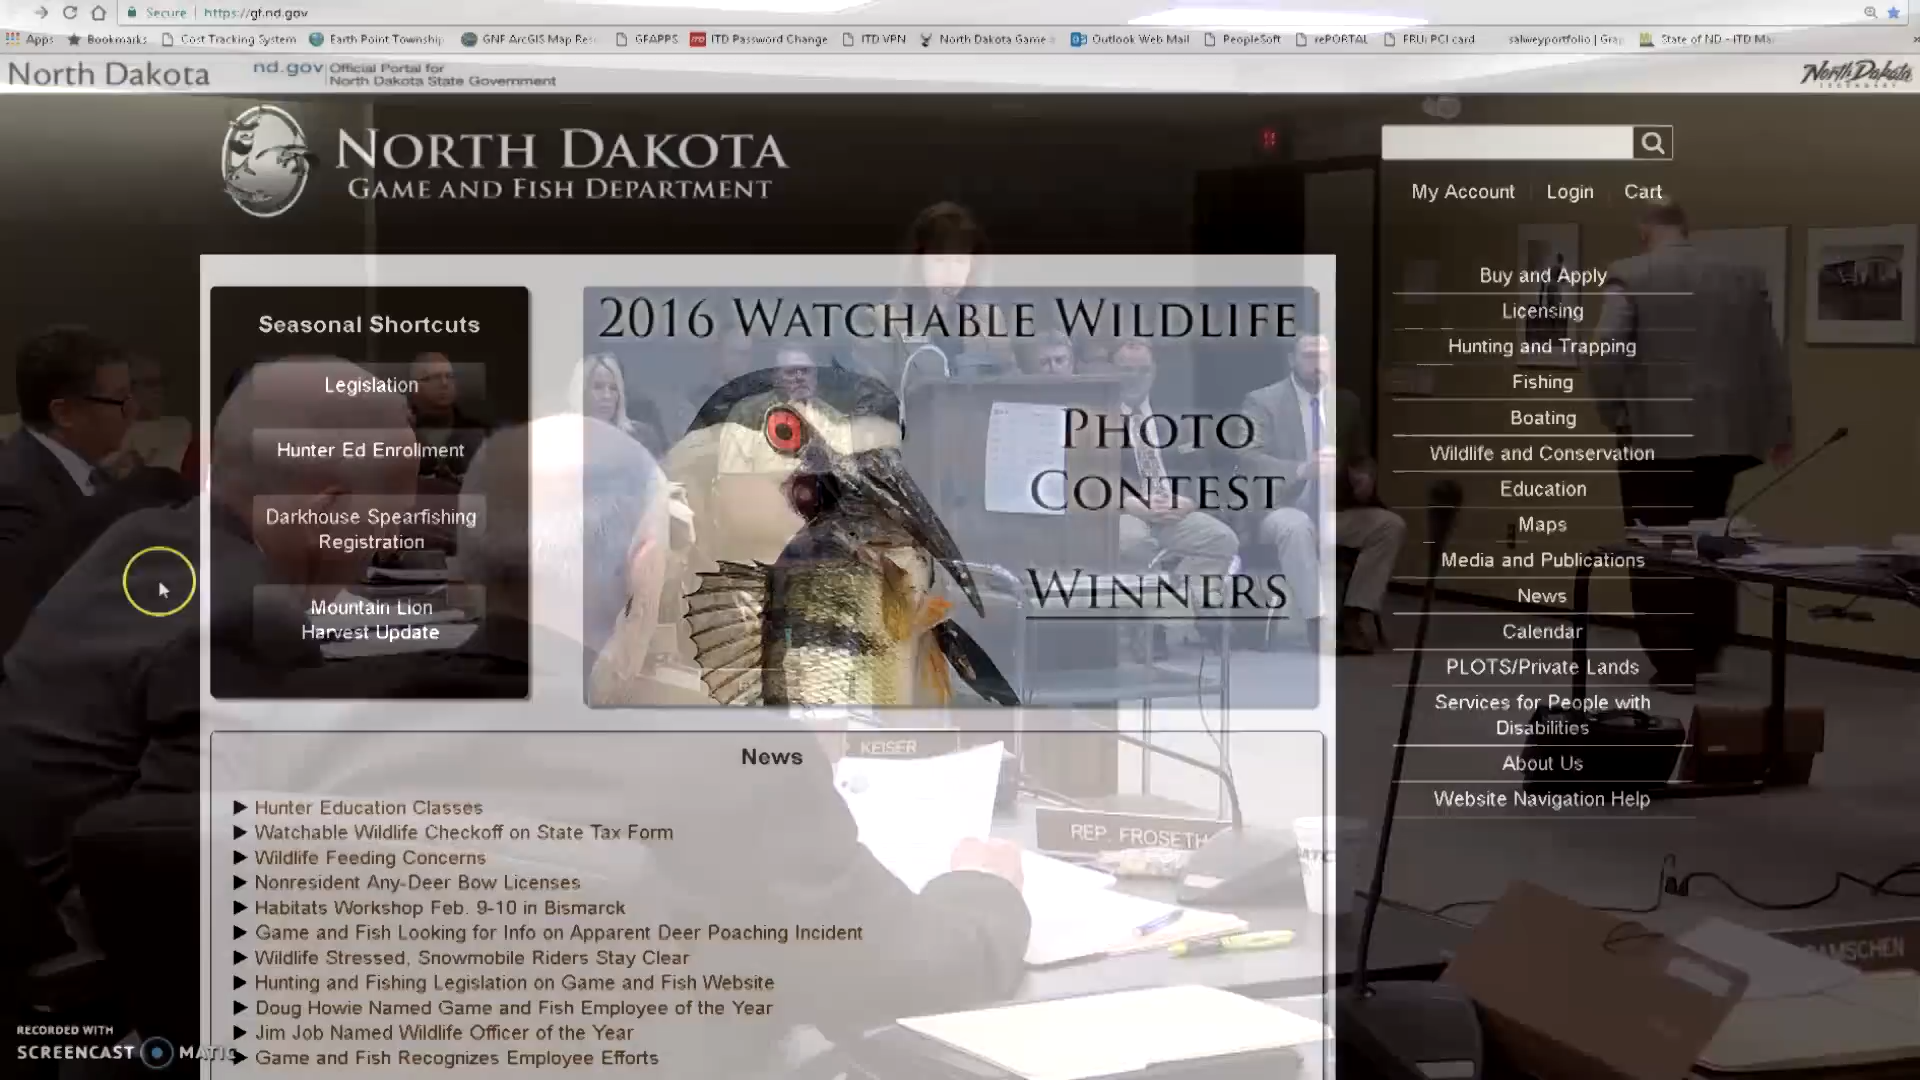 Secure https://gf.nd.gov
Apps Bookmarks Cost Tracking System Earth Point Township GNF ArcGIS Map Res GFAPPS ITD Password Change ITD VPN North Dakota Game Outlook Web Mail PeopleSoft rePORTAL PCI card salweyportfolio | Gra State of ND - ITD Ma
North Dakota nd.gov Official Portal for
North Dakota State Government
North Dakota
LEGENDARY
NORTH DAKOTA
GAME AND FISH DEPARTMENT
My Account Login Cart
Seasonal Shortcuts
Legislation
Hunter Ed Enrollment
Darkhouse Spearfishing
Registration
Mountain Lion
Harvest Update
2016 WATCHABLE WILDLIFE
PHOTO
CONTEST
WINNERS
Buy and Apply
Licensing
Hunting and Trapping
Fishing
Boating
Wildlife and Conservation
Education
Maps
Media and Publications
News
Calendar
PLOTS/Private Lands
Services for People with
Disabilities
About Us
Website Navigation Help
News
Hunter Education Classes
Watchable Wildlife Checkoff on State Tax Form
Wildlife Feeding Concerns
Nonresident Any-Deer Bow Licenses
Habitats Workshop Feb. 9-10 in Bismarck
Game and Fish Looking for Info on Apparent Deer Poaching Incident
Wildlife Stressed, Snowmobile Riders Stay Clear
Hunting and Fishing Legislation on Game and Fish Website
Doug Howie Named Game and Fish Employee of the Year
Jim Job Named Wildlife Officer of the Year
Game and Fish Recognizes Employee Efforts
KEISER
REP. FROSETH
DAMSCHEN
RECORDED WITH
SCREENCAST MATIC